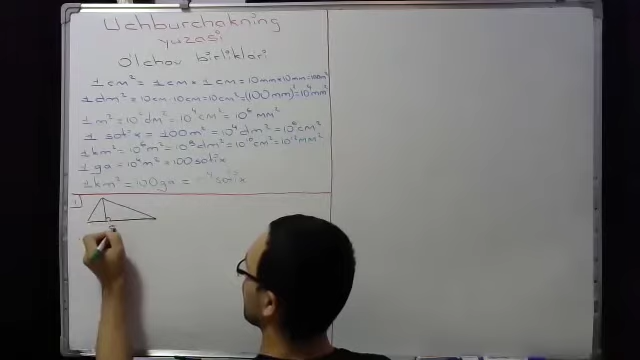 Uchburchakning
yuzasi
O'lchov birliklari
1 cm² = 1 cm · 1 cm = 10 mm · 10 mm = 100 mm²
1 dm² = 10 cm · 10 cm = 10² cm² = (100 mm)² = 10⁴ mm²
1 m² = 10² dm² = 10⁴ cm² = 10⁶ mm²
1 sotix = 100 m² = 10⁴ dm² = 10⁶ cm²
1 km² = 10⁶ m² = 10⁸ dm² = 10¹⁰ cm² = 10¹² mm²
1 ga = 10⁴ m² = 100 sotix
1 km² = 100 ga = ⁴ sotix
1